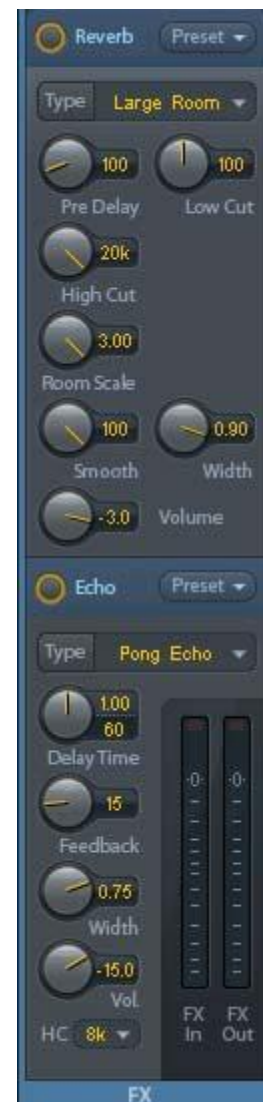 Reverb Preset
Type Large Room
100 100
Pre Delay Low Cut
20k
High Cut
3.00
Room Scale
100 0.90
Smooth Width
-3.0 Volume
Echo Preset
Type Pong Echo
1.00
60
Delay Time
-0- -0-
15
Feedback
0.75
Width
-15.0
Vol.
FX FX
In Out
HC 8k
FX